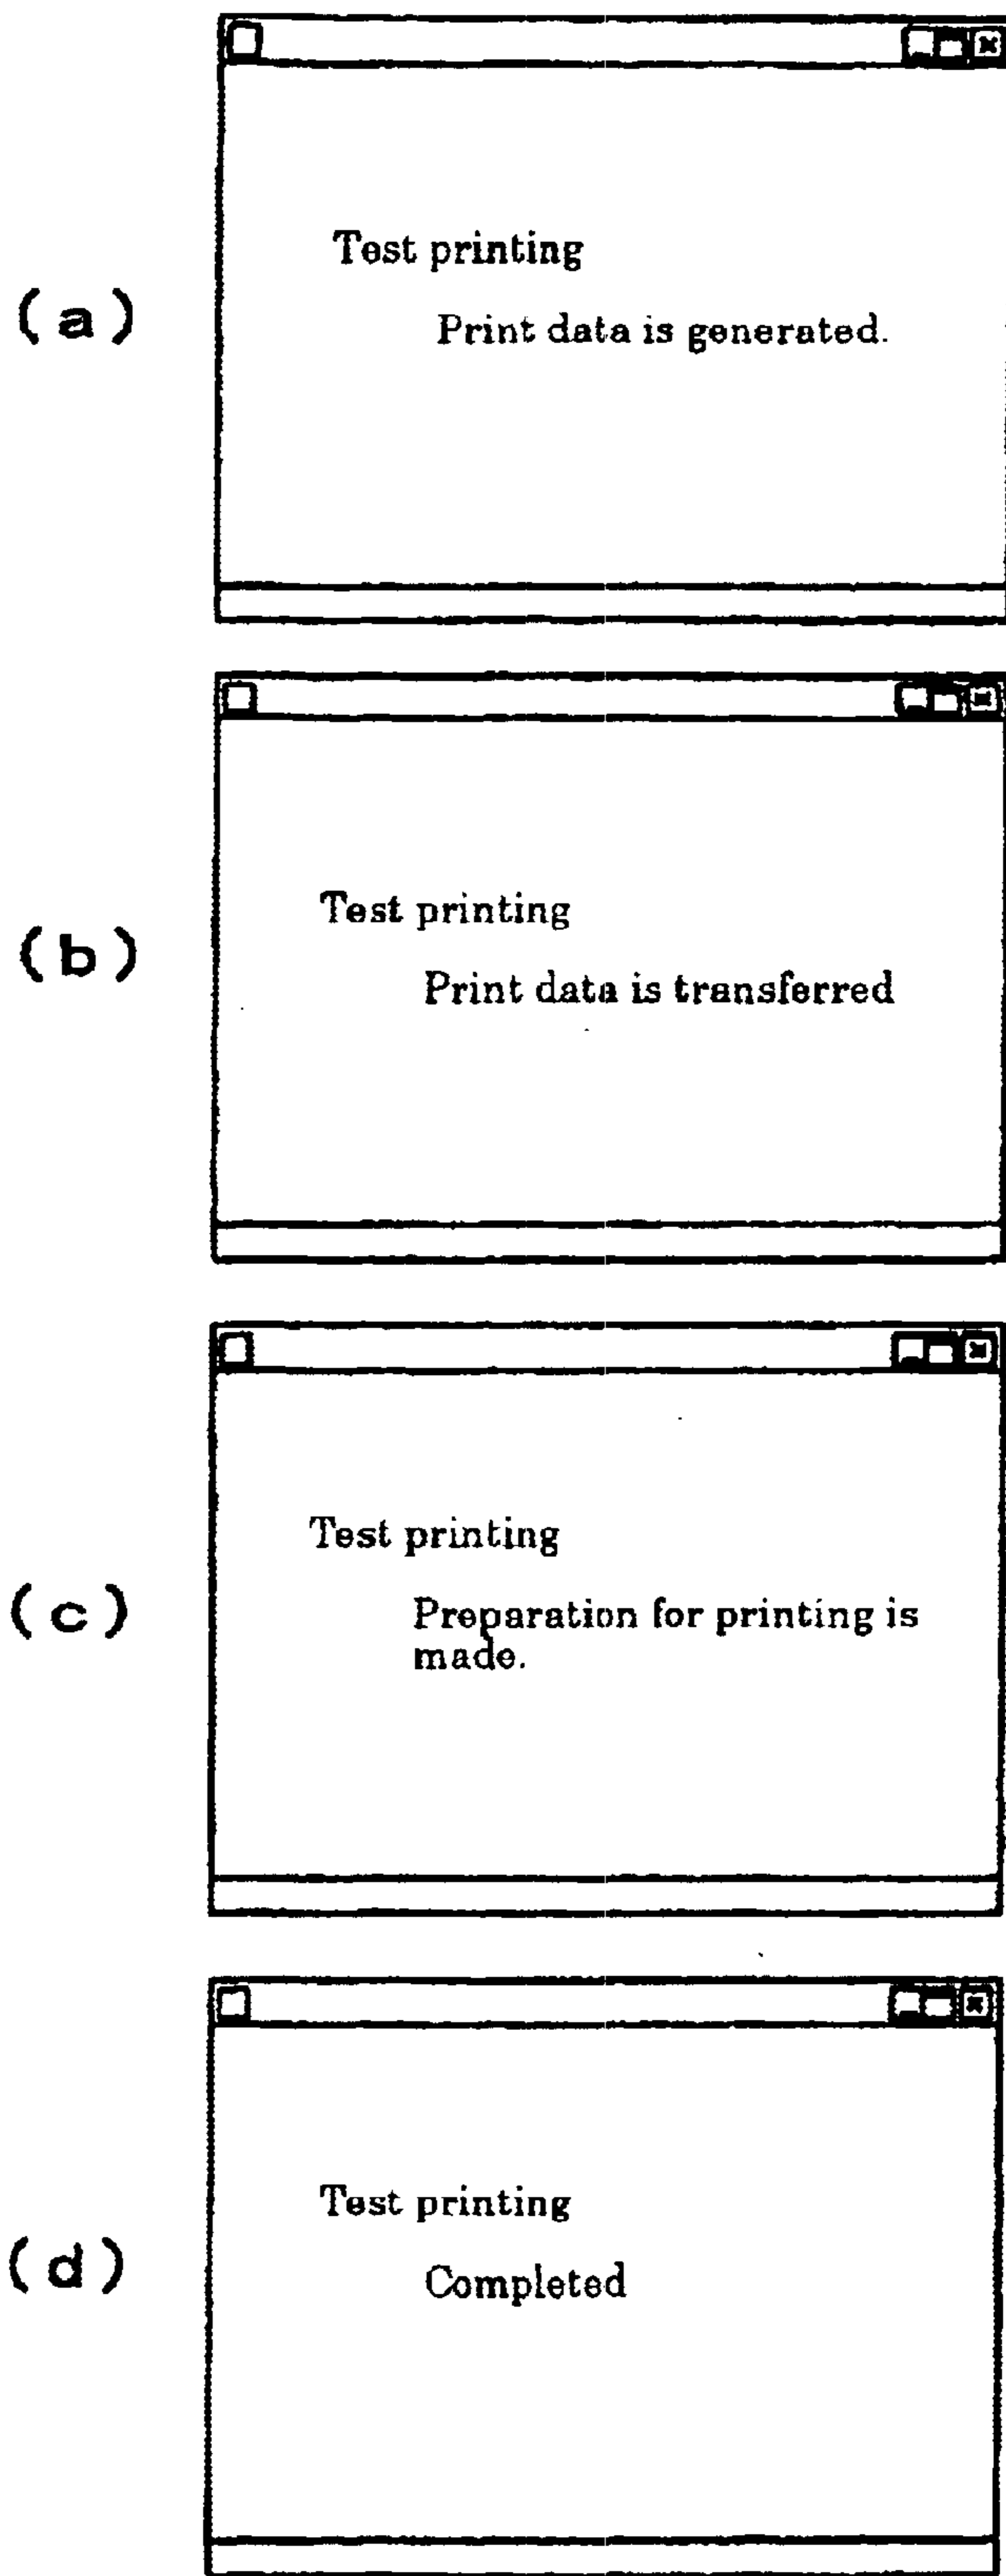 (a)
Test printing
Print data is generated.
(b)
Test printing
Print data is transferred
(c)
Test printing
Preparation for printing is
made.
(d)
Test printing
Completed